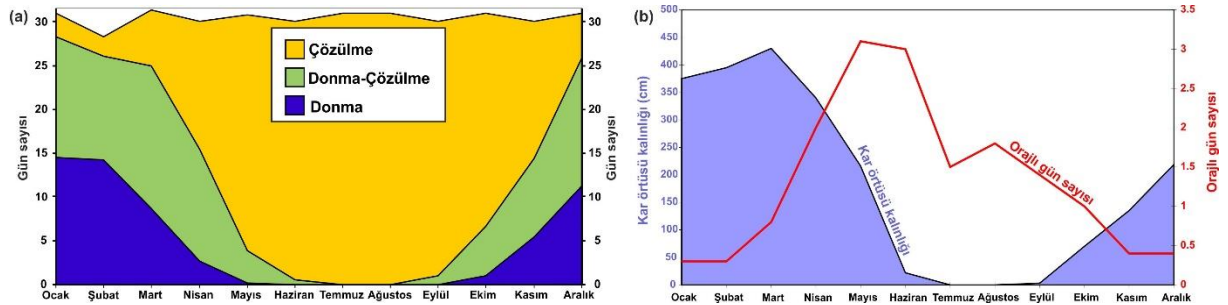 (a)
30
25
20
15
10
5
0
Gün sayısı
Çözülme
Donma-Çözülme
Donma
30
25
20
15
10
5
0
Gün sayısı
Ocak Şubat Mart Nisan Mayıs Haziran Temmuz Ağustos Eylül Ekim Kasım Aralık
(b)
500
450
400
350
300
250
200
150
100
50
0
Kar örtüsü kalınlığı (cm)
Kar örtüsü kalınlığı
Orajlı gün sayısı
3.5
3
2.5
2
1.5
1
0.5
0
Orajlı gün sayısı
Ocak Şubat Mart Nisan Mayıs Haziran Temmuz Ağustos Eylül Ekim Kasım Aralık